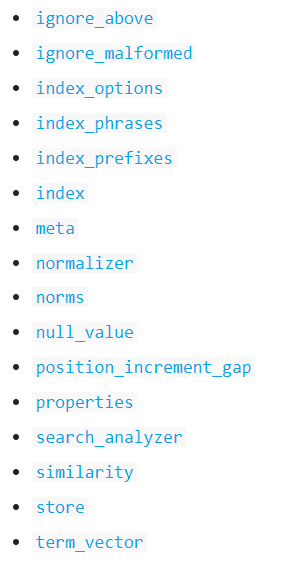 ignore_above
ignore_malformed
index_options
index_phrases
index_prefixes
index
meta
normalizer
norms
null_value
position_increment_gap
properties
search_analyzer
similarity
store
term_vector